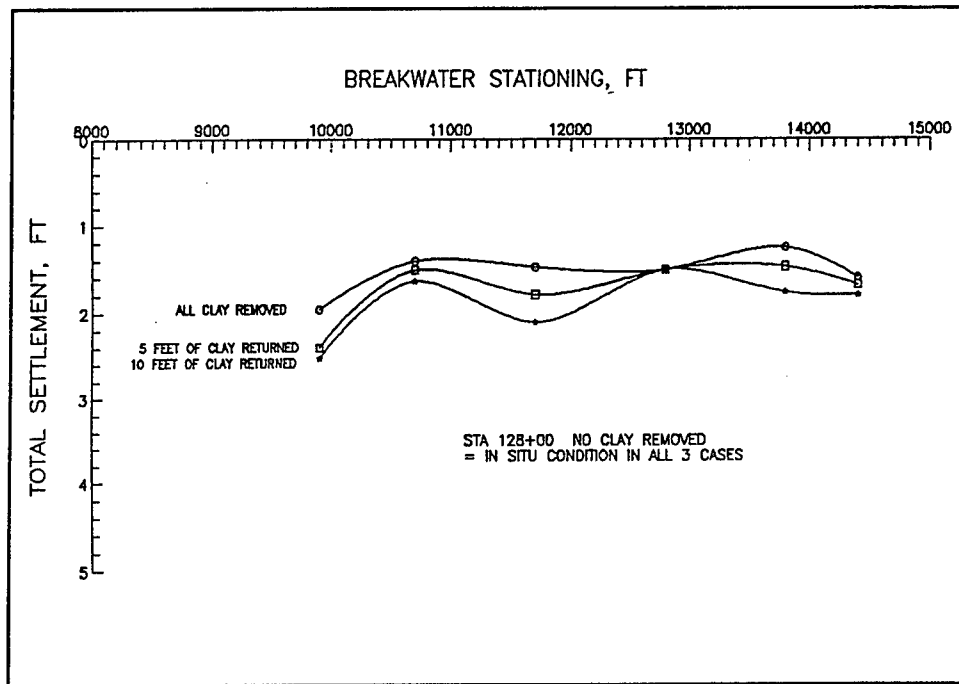 BREAKWATER STATIONING, FT
8000 9000 10000 11000 12000 13000 14000 15000
0
1
2
3
4
5
TOTAL SETTLEMENT, FT
ALL CLAY REMOVED
5 FEET OF CLAY RETURNED
10 FEET OF CLAY RETURNED
STA 128+00 NO CLAY REMOVED
= IN SITU CONDITION IN ALL 3 CASES